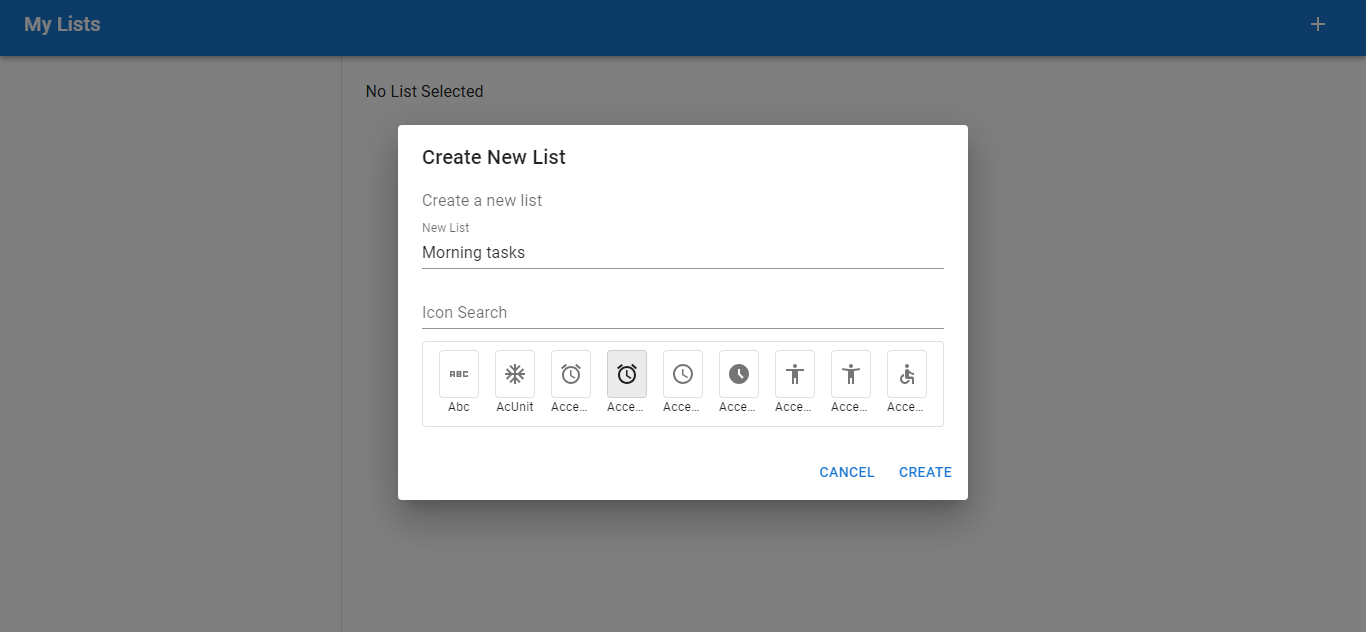 My Lists
No List Selected
Create New List
Create a new list
New List
Morning tasks
Icon Search
ABC
Abc AcUnit Acce... Acce... Acce... Acce... Acce... Acce... Acce...
CANCEL CREATE